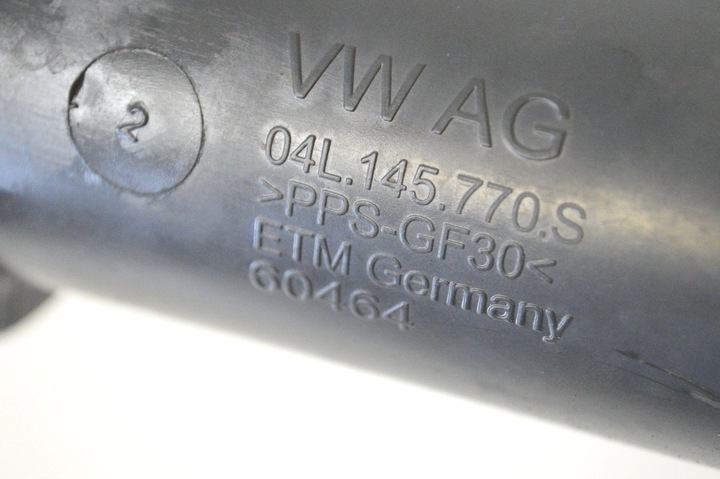 2
VW AG
04L.145.770.S
>PPS-GF30<
ETM Germany
60464